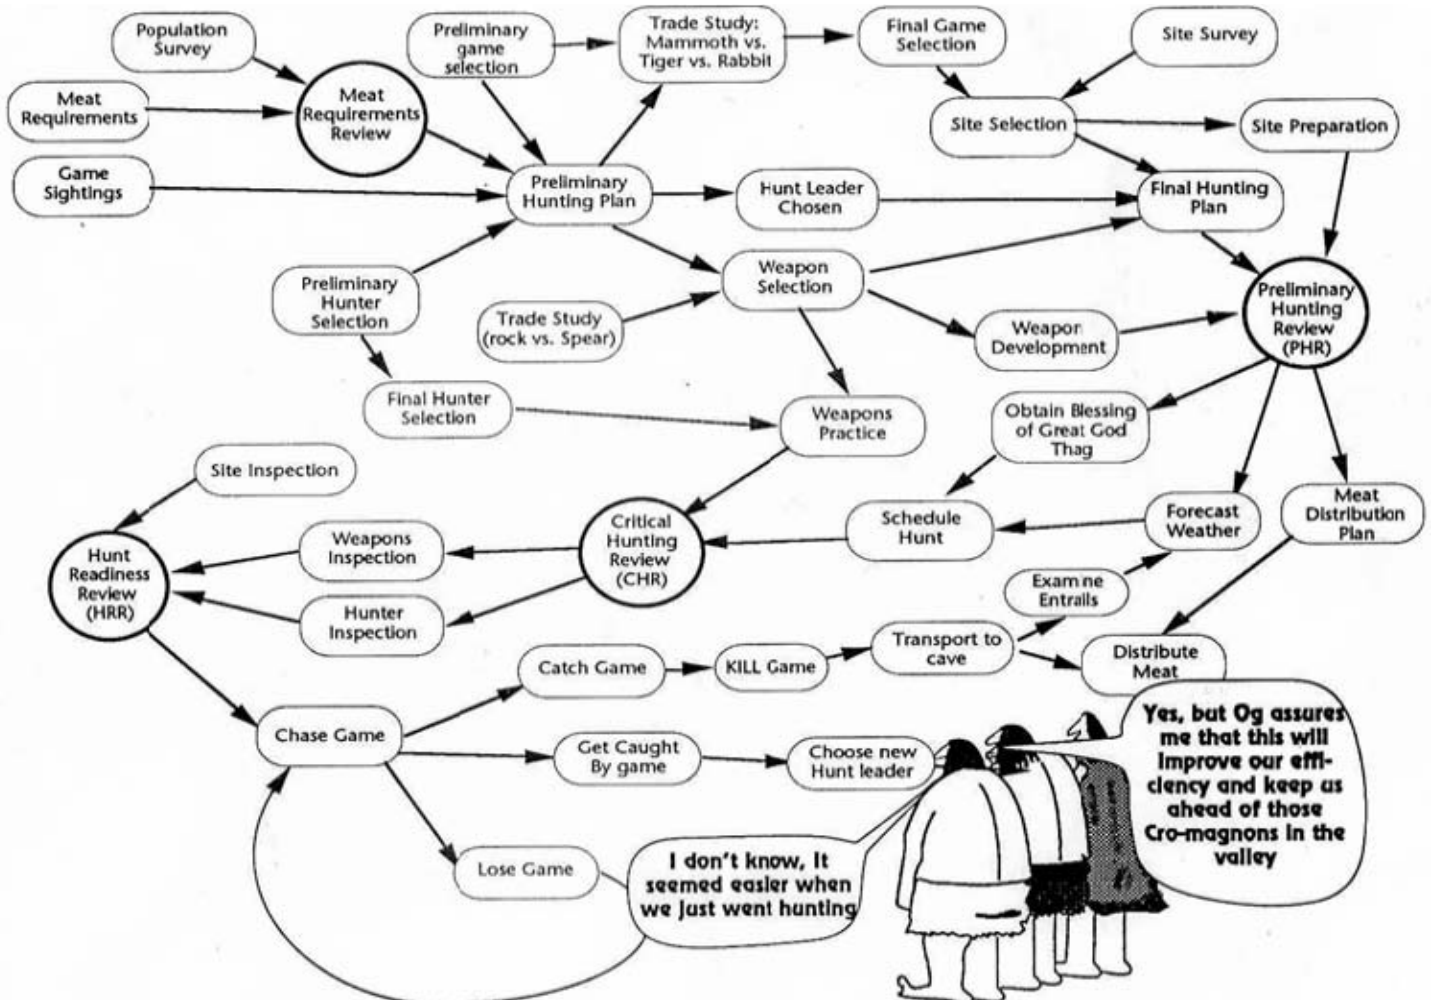 Population
Survey
Preliminary
game
selection
Trade Study:
Mammoth vs.
Tiger vs. Rabbit
Final Game
Selection
Site Survey
Meat
Requirements
Meat
Requirements
Review
Site Selection
Site Preparation
Game
Sightings
Preliminary
Hunting Plan
Hunt Leader
Chosen
Final Hunting
Plan
Preliminary
Hunter
Selection
Trade Study
(rock vs. Spear)
Weapon
Selection
Weapon
Development
Preliminary
Hunting
Review
(PHR)
Final Hunter
Selection
Weapons
Practice
Obtain Blessing
of Great God
Thag
Site Inspection
Hunt
Readiness
Review
(HRR)
Weapons
Inspection
Hunter
Inspection
Critical
Hunting
Review
(CHR)
Schedule
Hunt
Forecast
Weather
Meat
Distribution
Plan
Examine
Entrails
Catch Game
KILL Game
Transport to
cave
Distribute
Meat
Chase Game
Get Caught
By game
Choose new
Hunt leader
Lose Game
I don't know, It
seemed easier when
we just went hunting
Yes, but Og assures
me that this will
improve our effi-
ciency and keep us
ahead of those
Cro-magnons in the
valley